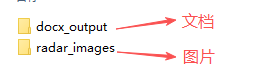 docx_output 文档
radar_images 图片